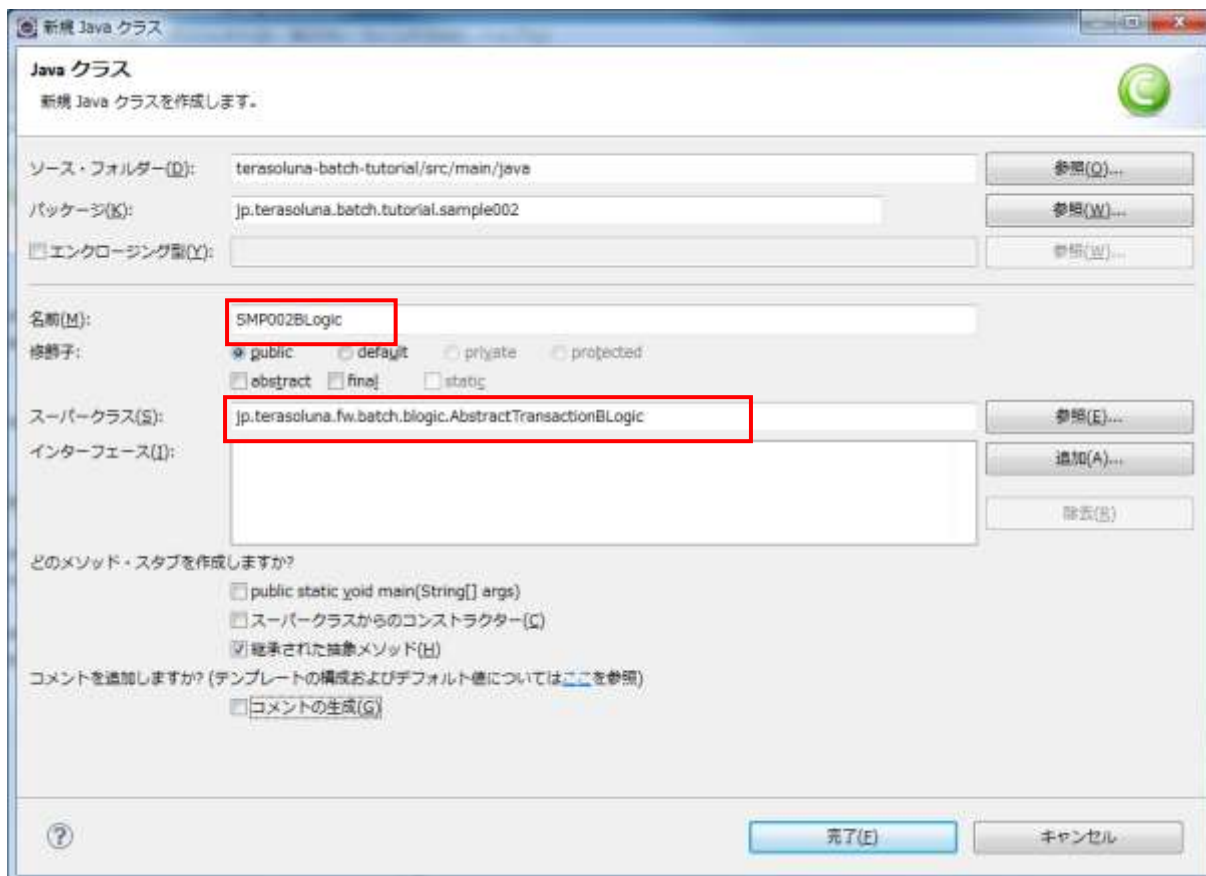 新規 Java クラス
Java クラス
新規 Java クラスを作成します。
ソース・フォルダー(D): terasoluna-batch-tutorial/src/main/java 参照(O)...
パッケージ(K): jp.terasoluna.batch.tutorial.sample002 参照(W)...
エンクロージング型(Y): 参照(W)...
名前(M): SMP002BLogic
修飾子: public default private protected
abstract final static
スーパークラス(S): jp.terasoluna.fw.batch.blogic.AbstractTransactionBLogic 参照(E)...
インターフェース(I): 追加(A)...
除去(R)
どのメソッド・スタブを作成しますか?
public static void main(String[] args)
スーパークラスからのコンストラクター(C)
継承された抽象メソッド(H)
コメントを追加しますか? (テンプレートの構成およびデフォルト値についてはここを参照)
コメントの生成(G)
完了(F) キャンセル